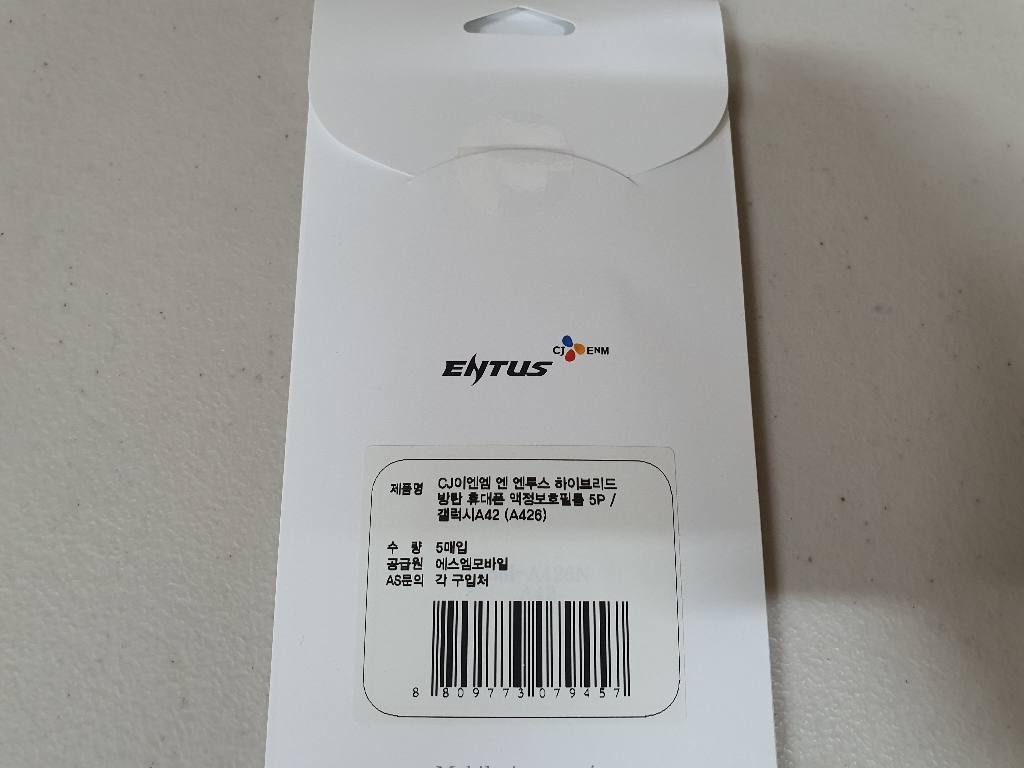 ENTUS CJ ENM
제품명 CJ이엔엠 엔 엔투스 하이브리드
방탄 휴대폰 액정보호필름 5P /
갤럭시A42 (A426)
수 량 5매입
공급원 에스엠모바일
AS문의 각 구입처
8 809773 079457